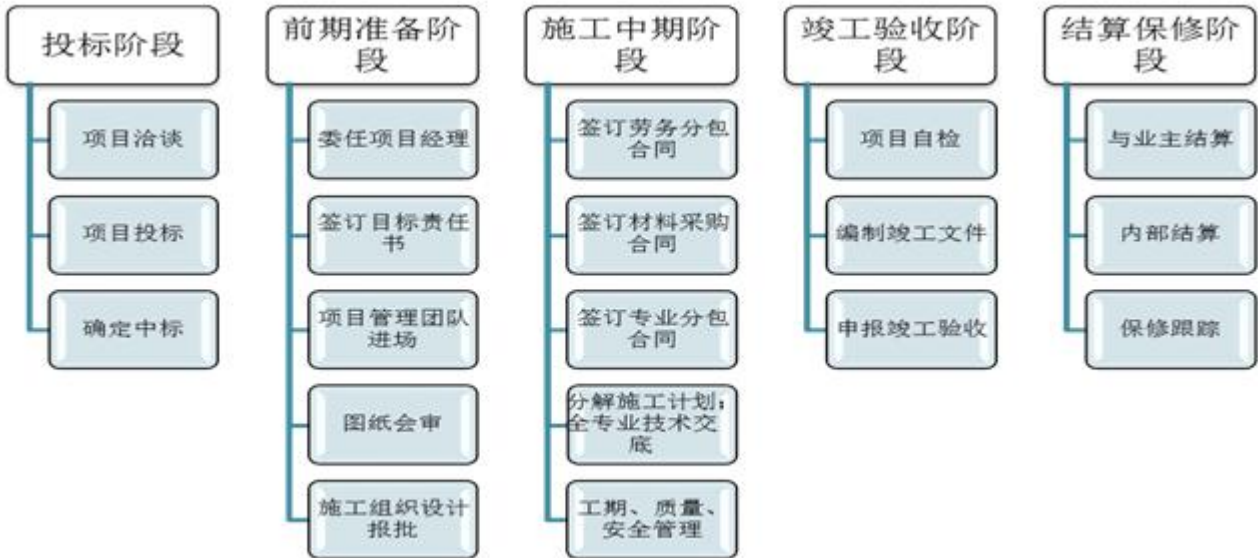 投标阶段
项目洽谈
项目投标
确定中标
前期准备阶
段
委任项目经理
签订目标责任
书
项目管理团队
进场
图纸会审
施工组织设计
报批
施工中期阶
段
签订劳务分包
合同
签订材料采购
合同
签订专业分包
合同
分解施工计划；
全专业技术交
底
工期、质量、
安全管理
竣工验收阶
段
项目自检
编制竣工文件
申报竣工验收
结算保修阶
段
与业主结算
内部结算
保修跟踪